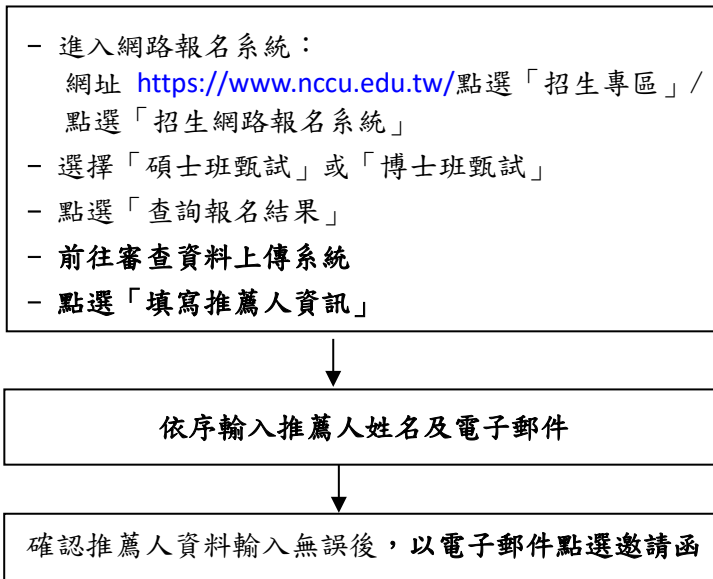 - 進入網路報名系統：
網址 https://www.nccu.edu.tw/點選「招生專區」/
點選「招生網路報名系統」
- 選擇「碩士班甄試」或「博士班甄試」
- 點選「查詢報名結果」
- 前往審查資料上傳系統
- 點選「填寫推薦人資訊」
依序輸入推薦人姓名及電子郵件
確認推薦人資料輸入無誤後，以電子郵件點選邀請函